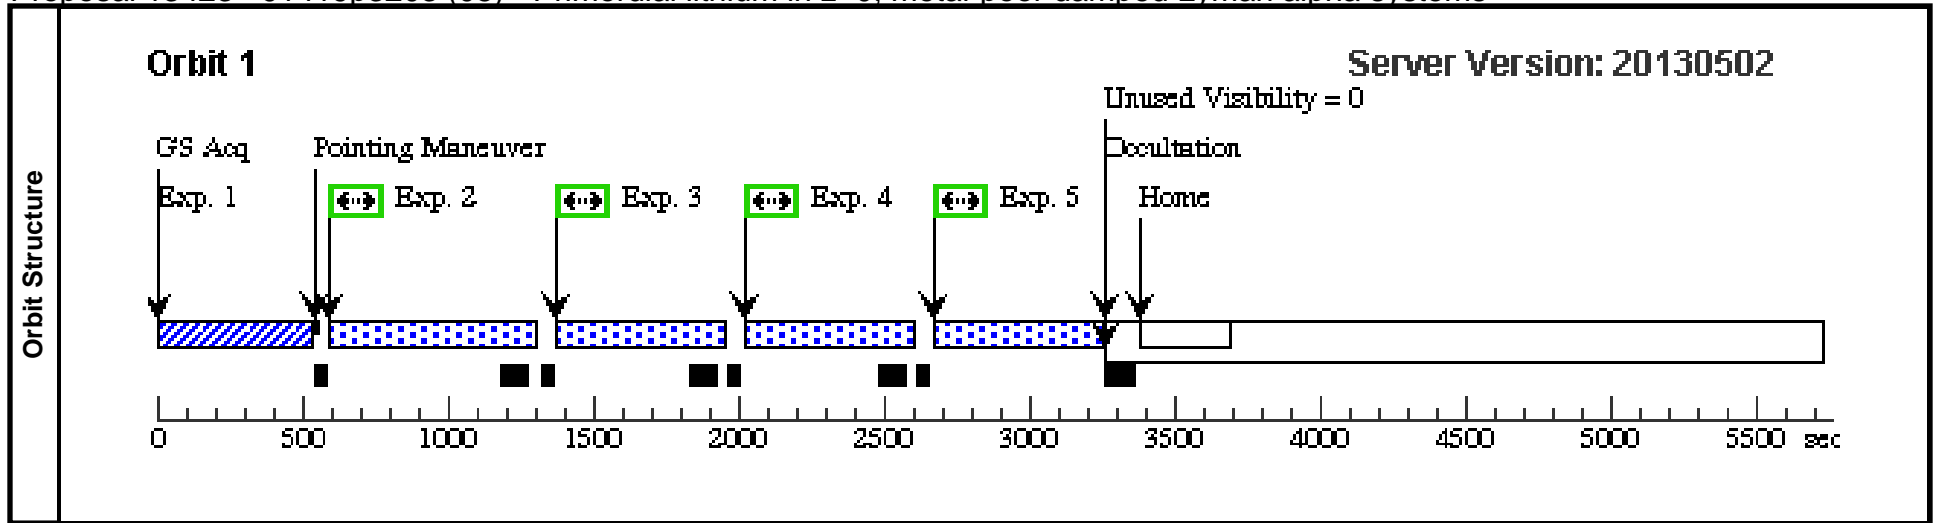 Orbit 1
Server Version: 20130502
Unused Visibility = 0
GS Acq Pointing Maneuver Occultation
Exp. 1 Exp. 2 Exp. 3 Exp. 4 Exp. 5 Home
Orbit Structure
0 500 1000 1500 2000 2500 3000 3500 4000 4500 5000 5500 sec